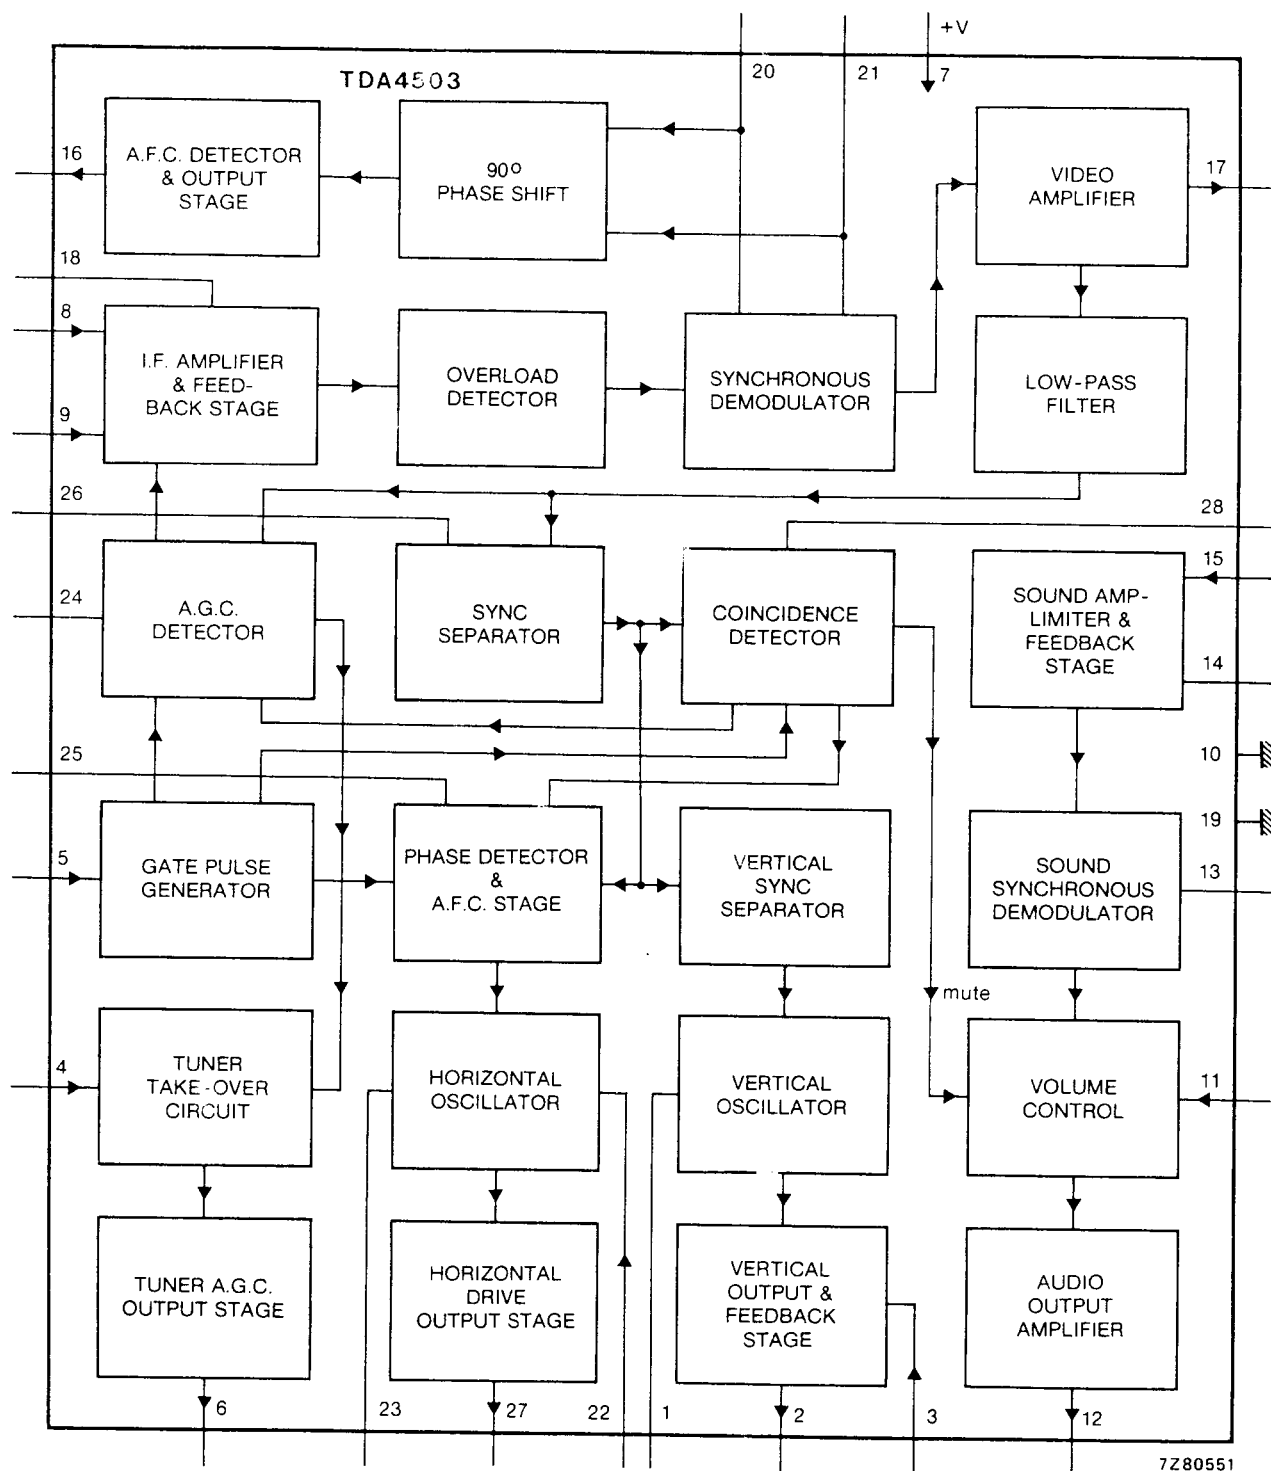 +V
20
21
7
TDA4503
16
A.F.C. DETECTOR
& OUTPUT
STAGE
90°
PHASE SHIFT
VIDEO
AMPLIFIER
17
18
8
I.F. AMPLIFIER
& FEED-
BACK STAGE
9
OVERLOAD
DETECTOR
SYNCHRONOUS
DEMODULATOR
LOW-PASS
FILTER
26
28
24
A.G.C.
DETECTOR
SYNC
SEPARATOR
COINCIDENCE
DETECTOR
15
SOUND AMP-
LIMITER &
FEEDBACK
STAGE
14
25
10
19
5
GATE PULSE
GENERATOR
PHASE DETECTOR
&
A.F.C. STAGE
VERTICAL
SYNC
SEPARATOR
SOUND
SYNCHRONOUS
DEMODULATOR
13
mute
4
TUNER
TAKE-OVER
CIRCUIT
HORIZONTAL
OSCILLATOR
VERTICAL
OSCILLATOR
VOLUME
CONTROL
11
TUNER A.G.C.
OUTPUT STAGE
HORIZONTAL
DRIVE
OUTPUT STAGE
VERTICAL
OUTPUT &
FEEDBACK
STAGE
AUDIO
OUTPUT
AMPLIFIER
6
23
27
22
1
2
3
12
7Z80551